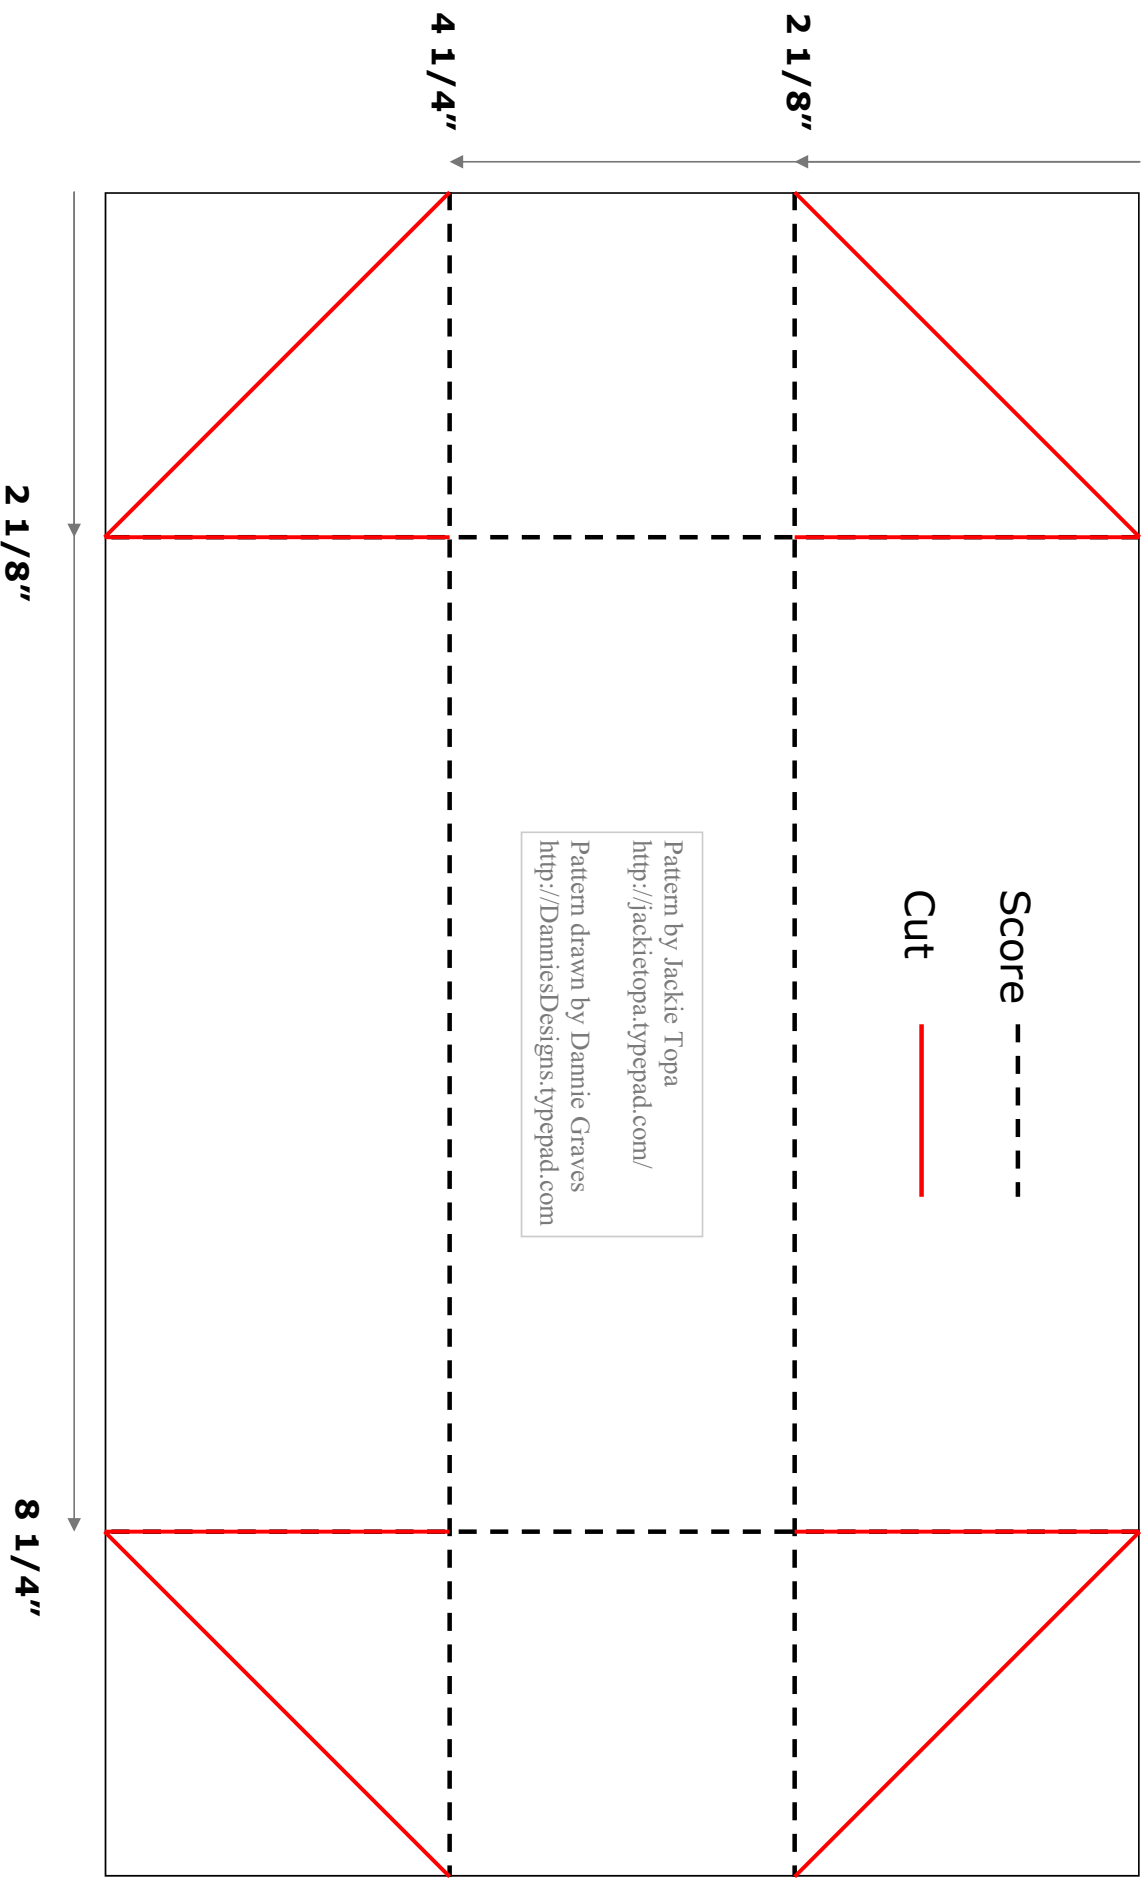 2 1/8"
4 1/4"
Score
Cut
Pattern by Jackie Topa
http://jackietopa.typepad.com/
Pattern drawn by Dannie Graves
http://DanniesDesigns.typepad.com
2 1/8"
8 1/4"